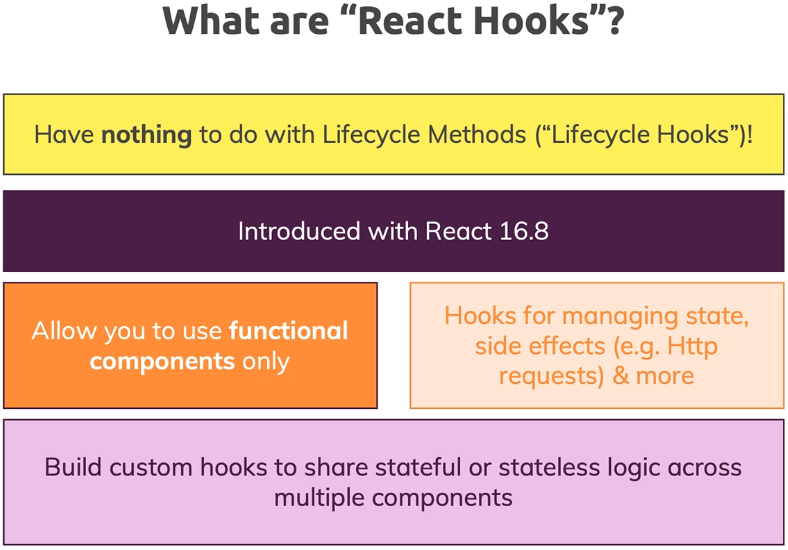 What are “React Hooks”?
Have nothing to do with Lifecycle Methods (“Lifecycle Hooks”)!
Introduced with React 16.8
Allow you to use functional
components only
Hooks for managing state,
side effects (e.g. Http
requests) & more
Build custom hooks to share stateful or stateless logic across
multiple components